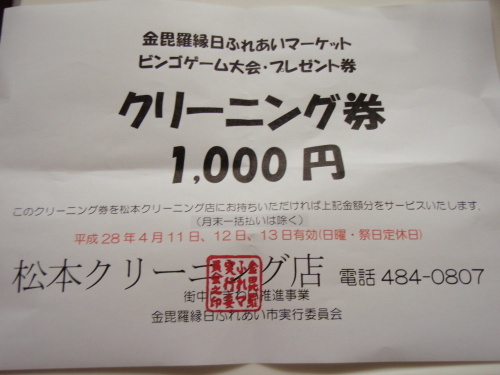 金毘羅縁日ふれあいマーケット
ビンゴゲーム大会・プレゼント券
クリーニング券
1,000 円
このクリーニング券を松本クリーニング店にお持ちいただければ上記金額分をサービスいたします。
（月末一括払いは除く）
平成28年4月11日、12日、13日有効(日曜・祭日定休日)
松本クリーニング店 電話 484-0807
街中にぎわい推進事業
金毘羅縁日ふれあい市実行委員会